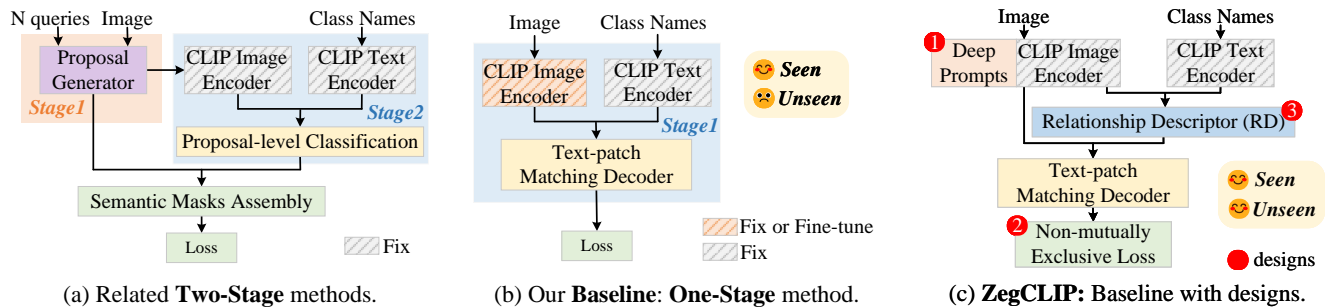 N queries
Image
Class Names
Proposal
Generator
CLIP Image
Encoder
CLIP Text
Encoder
Stage1
Stage2
Proposal-level Classification
Semantic Masks Assembly
Loss
Fix
(a) Related Two-Stage methods.
Image
Class Names
CLIP Image
Encoder
CLIP Text
Encoder
Seen
Unseen
Stage1
Text-patch
Matching Decoder
Fix or Fine-tune
Fix
Loss
(b) Our Baseline: One-Stage method.
Image
Class Names
1
Deep
Prompts
CLIP Image
Encoder
CLIP Text
Encoder
3
Relationship Descriptor (RD)
Text-patch
Matching Decoder
Seen
Unseen
2
Non-mutually
Exclusive Loss
designs
(c) ZegCLIP: Baseline with designs.